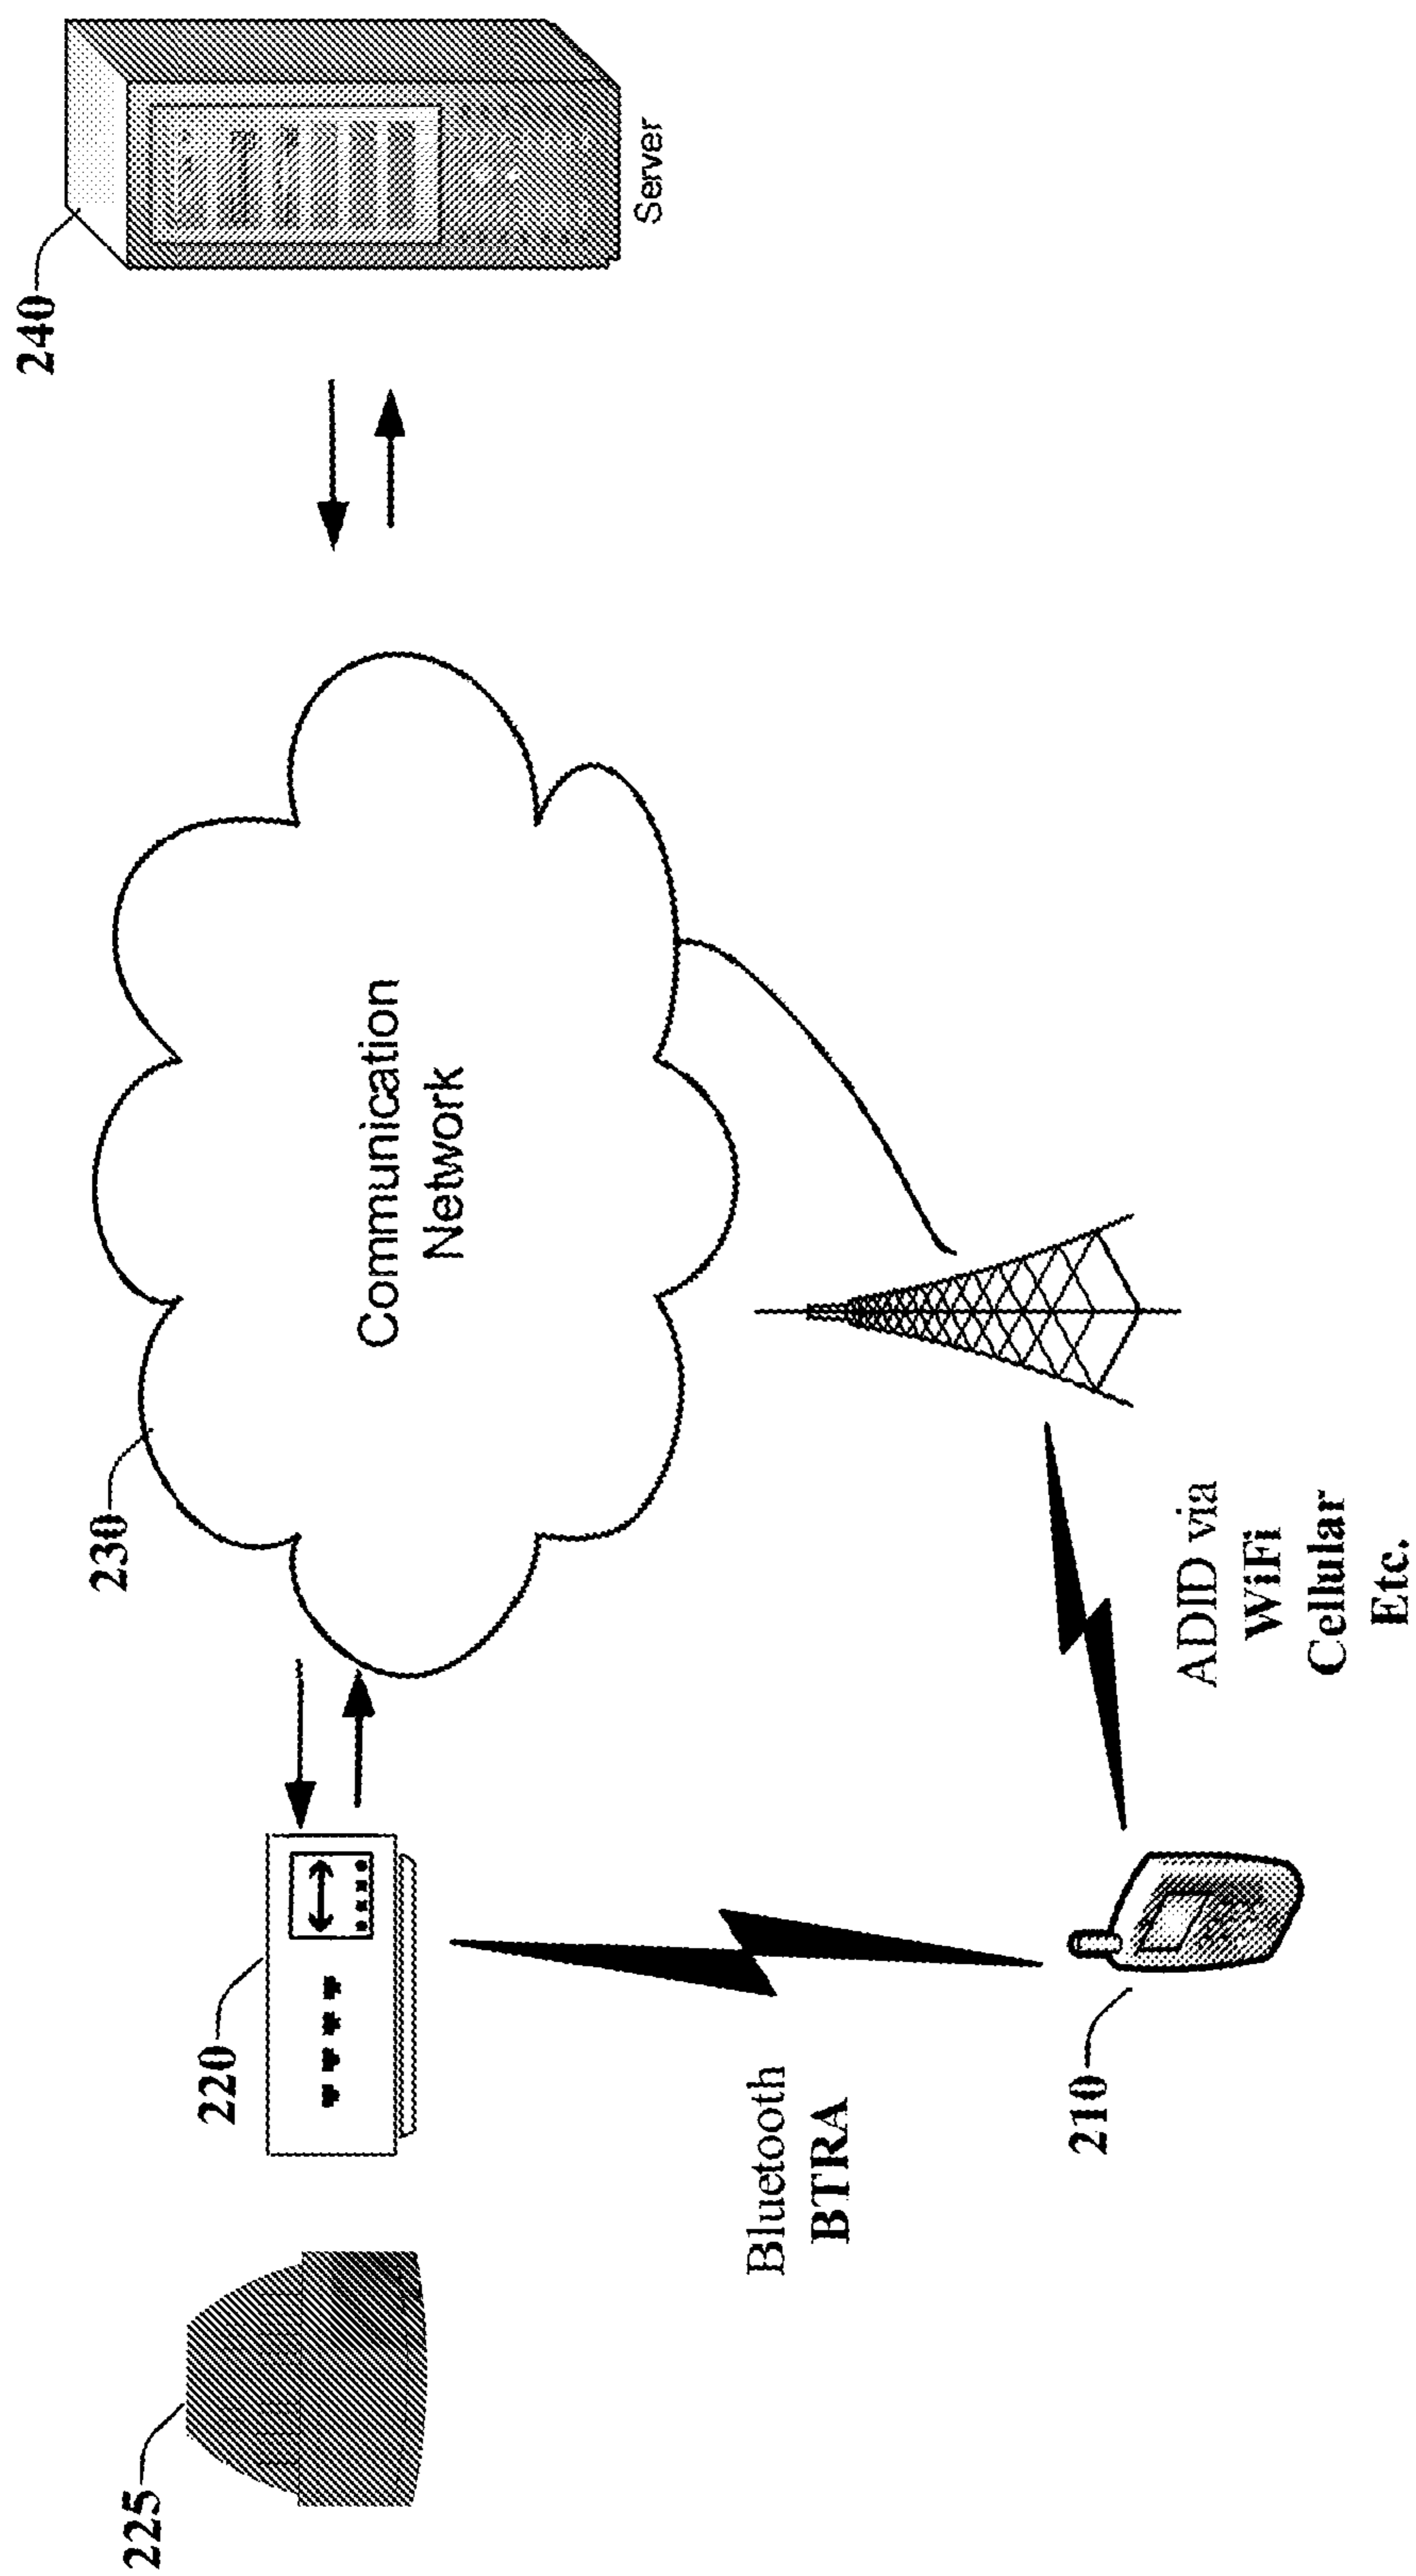 240
Server
230
Communication
Network
220
225
Bluetooth
BTRA
210
ADID via
WiFi
Cellular
Etc.